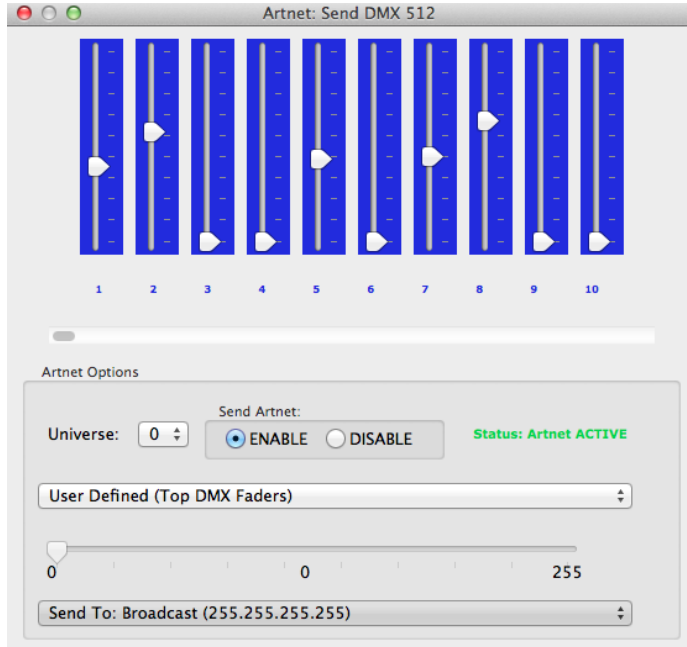 Artnet: Send DMX 512
1 2 3 4 5 6 7 8 9 10
Artnet Options
Send Artnet:
Universe: 0 ENABLE DISABLE Status: Artnet ACTIVE
User Defined (Top DMX Faders)
0 0 255
Send To: Broadcast (255.255.255.255)